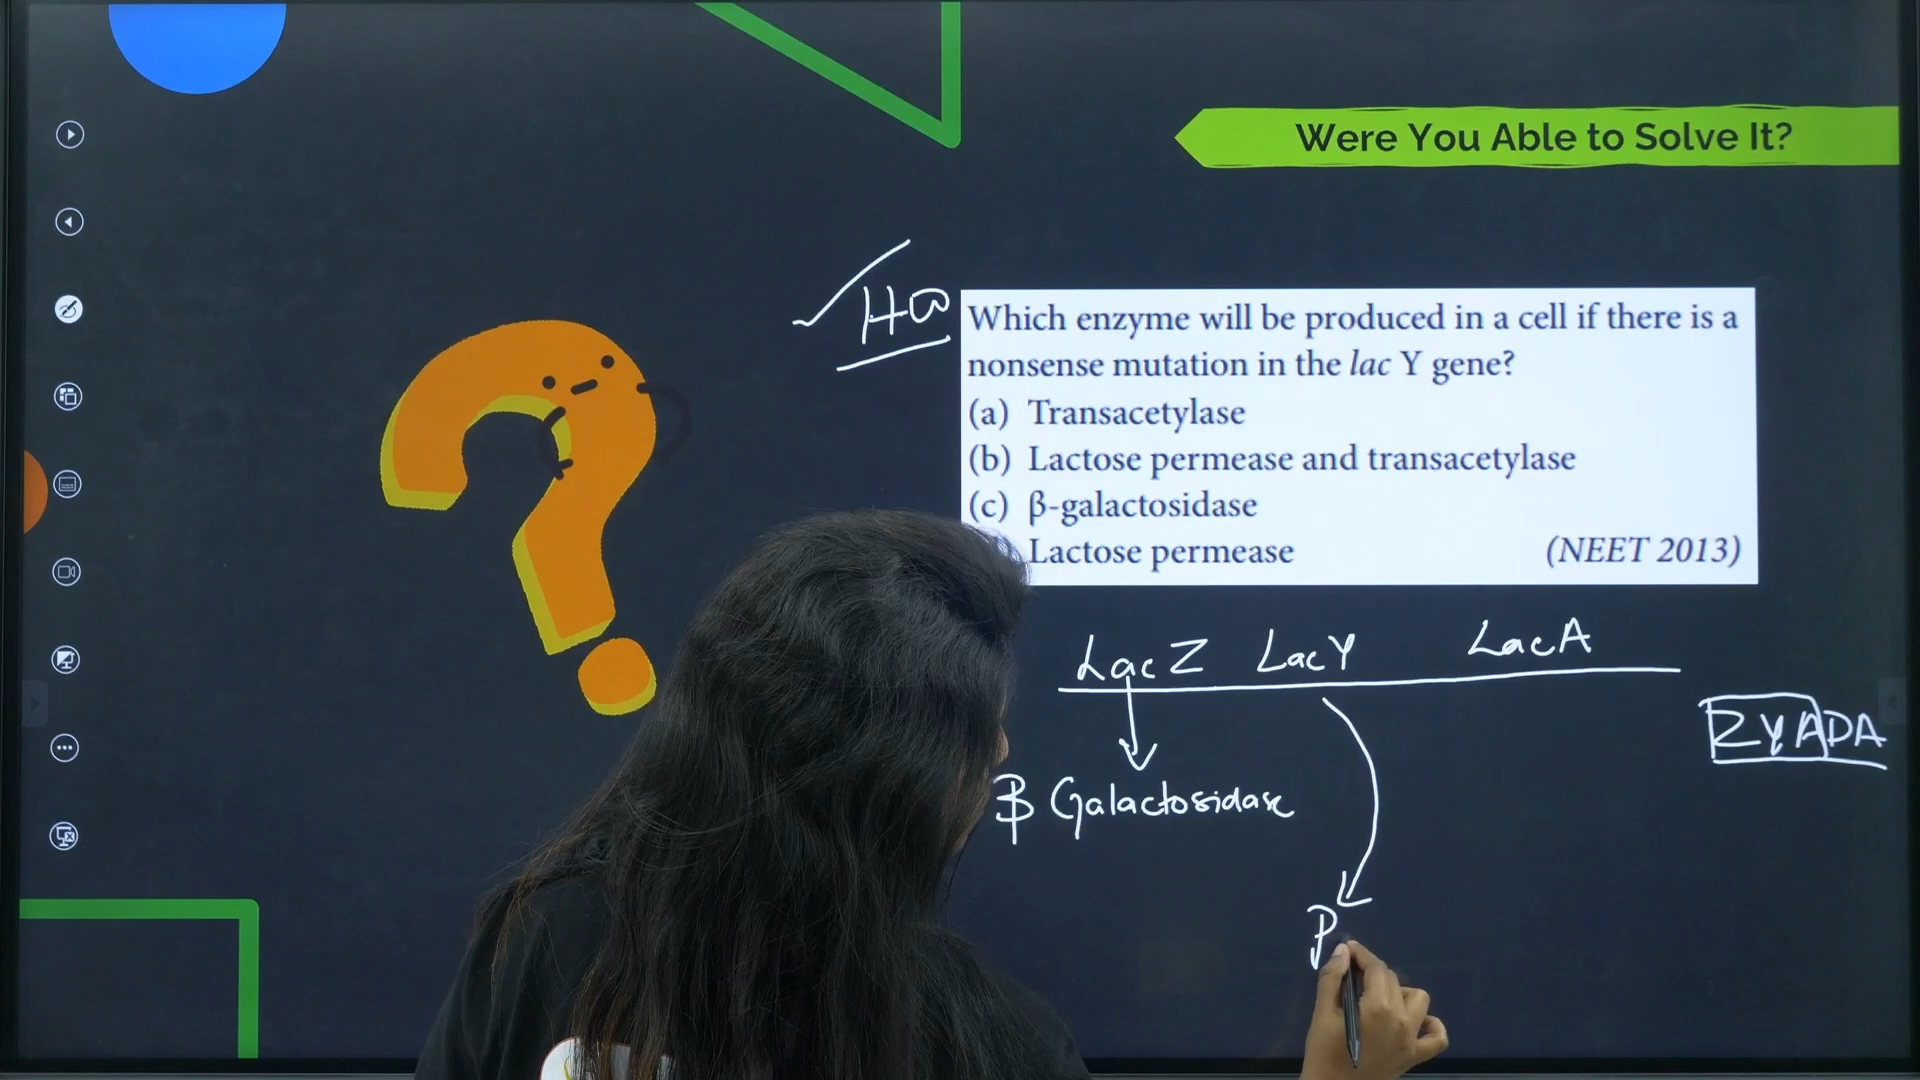 Were You Able to Solve It?
HW
Which enzyme will be produced in a cell if there is a
nonsense mutation in the lac Y gene?
(a) Transacetylase
(b) Lactose permease and transacetylase
(c) β-galactosidase
Lactose permease (NEET 2013)
Lac Z Lac Y Lac A
ZYADA
β Galactosidase
P